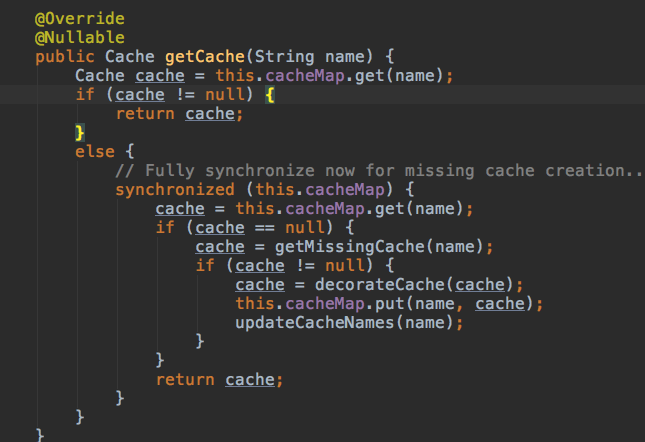 @Override
@Nullable
public Cache getCache(String name) {
Cache cache = this.cacheMap.get(name);
if (cache != null) {
return cache;
}
else {
// Fully synchronize now for missing cache creation..
synchronized (this.cacheMap) {
cache = this.cacheMap.get(name);
if (cache == null) {
cache = getMissingCache(name);
if (cache != null) {
cache = decorateCache(cache);
this.cacheMap.put(name, cache);
updateCacheNames(name);
}
}
return cache;
}
}
}